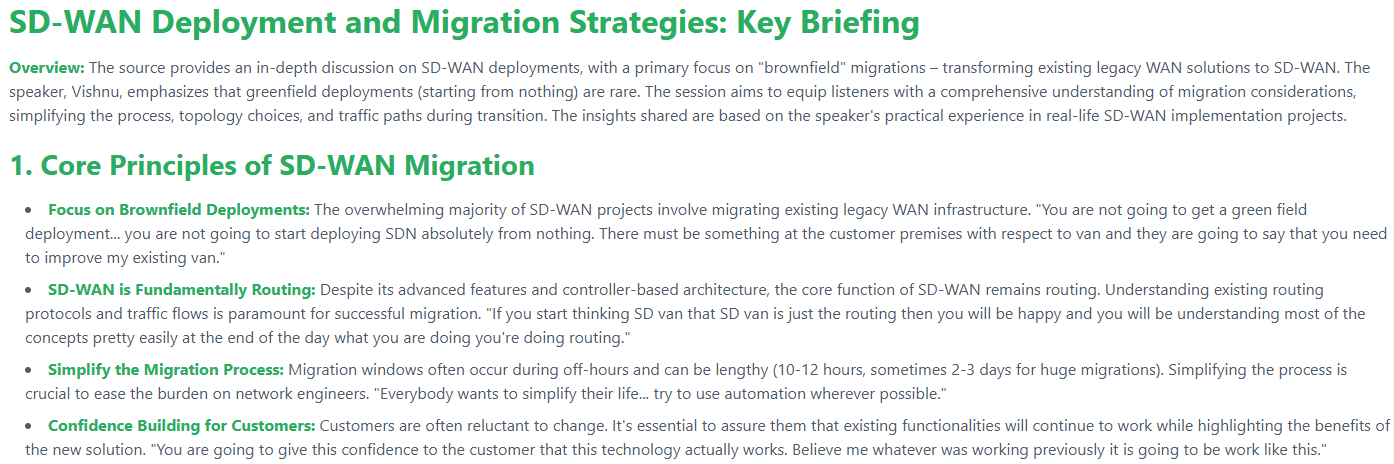 SD-WAN Deployment and Migration Strategies: Key Briefing
Overview: The source provides an in-depth discussion on SD-WAN deployments, with a primary focus on "brownfield" migrations – transforming existing legacy WAN solutions to SD-WAN. The
speaker, Vishnu, emphasizes that greenfield deployments (starting from nothing) are rare. The session aims to equip listeners with a comprehensive understanding of migration considerations,
simplifying the process, topology choices, and traffic paths during transition. The insights shared are based on the speaker's practical experience in real-life SD-WAN implementation projects.
1. Core Principles of SD-WAN Migration
• Focus on Brownfield Deployments: The overwhelming majority of SD-WAN projects involve migrating existing legacy WAN infrastructure. "You are not going to get a green field
deployment... you are not going to start deploying SDN absolutely from nothing. There must be something at the customer premises with respect to van and they are going to say that you need
to improve my existing van."
• SD-WAN is Fundamentally Routing: Despite its advanced features and controller-based architecture, the core function of SD-WAN remains routing. Understanding existing routing
protocols and traffic flows is paramount for successful migration. "If you start thinking SD van that SD van is just the routing then you will be happy and you will be understanding most of the
concepts pretty easily at the end of the day what you are doing you're doing routing."
• Simplify the Migration Process: Migration windows often occur during off-hours and can be lengthy (10-12 hours, sometimes 2-3 days for huge migrations). Simplifying the process is
crucial to ease the burden on network engineers. "Everybody wants to simplify their life... try to use automation wherever possible."
• Confidence Building for Customers: Customers are often reluctant to change. It's essential to assure them that existing functionalities will continue to work while highlighting the benefits of
the new solution. "You are going to give this confidence to the customer that this technology actually works. Believe me whatever was working previously it is going to be work like this."